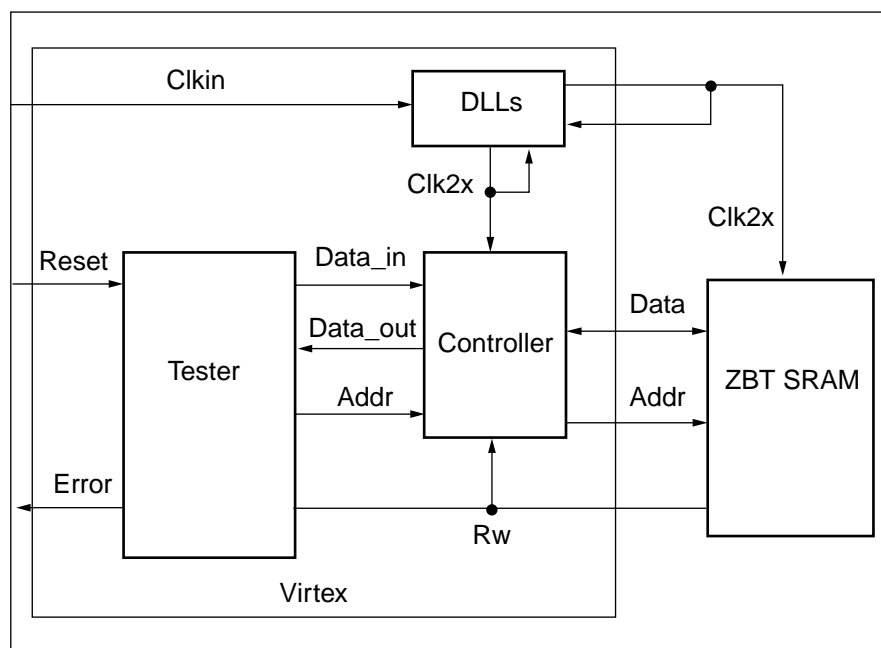 Clkin
DLLs
Clk2x
Clk2x
Reset
Data_in
Data
Data_out
Controller
Tester
ZBT SRAM
Addr
Addr
Error
Rw
Virtex